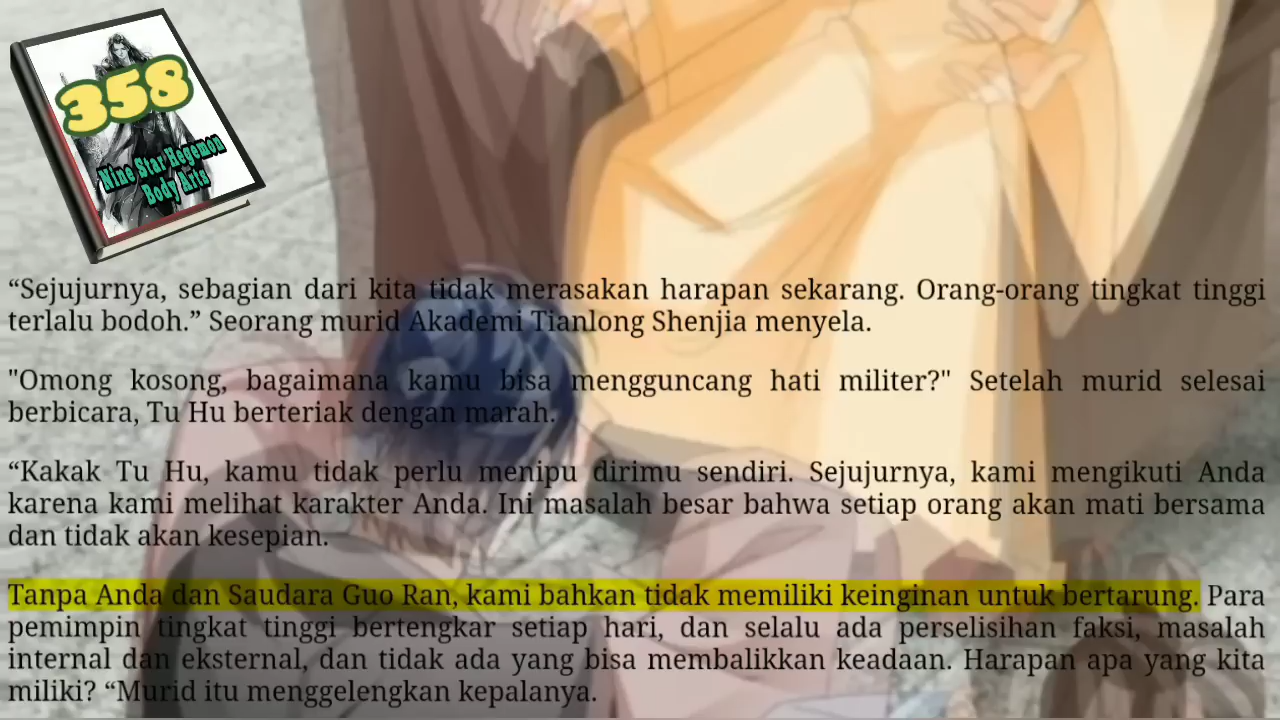 358
Nine Star Hegemon
Body Arts
“Sejujurnya, sebagian dari kita tidak merasakan harapan sekarang. Orang-orang tingkat tinggi
terlalu bodoh.” Seorang murid Akademi Tianlong Shenjia menyela.
"Omong kosong, bagaimana kamu bisa mengguncang hati militer?" Setelah murid selesai
berbicara, Tu Hu berteriak dengan marah.
“Kakak Tu Hu, kamu tidak perlu menipu dirimu sendiri. Sejujurnya, kami mengikuti Anda
karena kami melihat karakter Anda. Ini masalah besar bahwa setiap orang akan mati bersama
dan tidak akan kesepian.
Tanpa Anda dan Saudara Guo Ran, kami bahkan tidak memiliki keinginan untuk bertarung. Para
pemimpin tingkat tinggi bertengkar setiap hari, dan selalu ada perselisihan faksi, masalah
internal dan eksternal, dan tidak ada yang bisa membalikkan keadaan. Harapan apa yang kita
miliki? “Murid itu menggelengkan kepalanya.